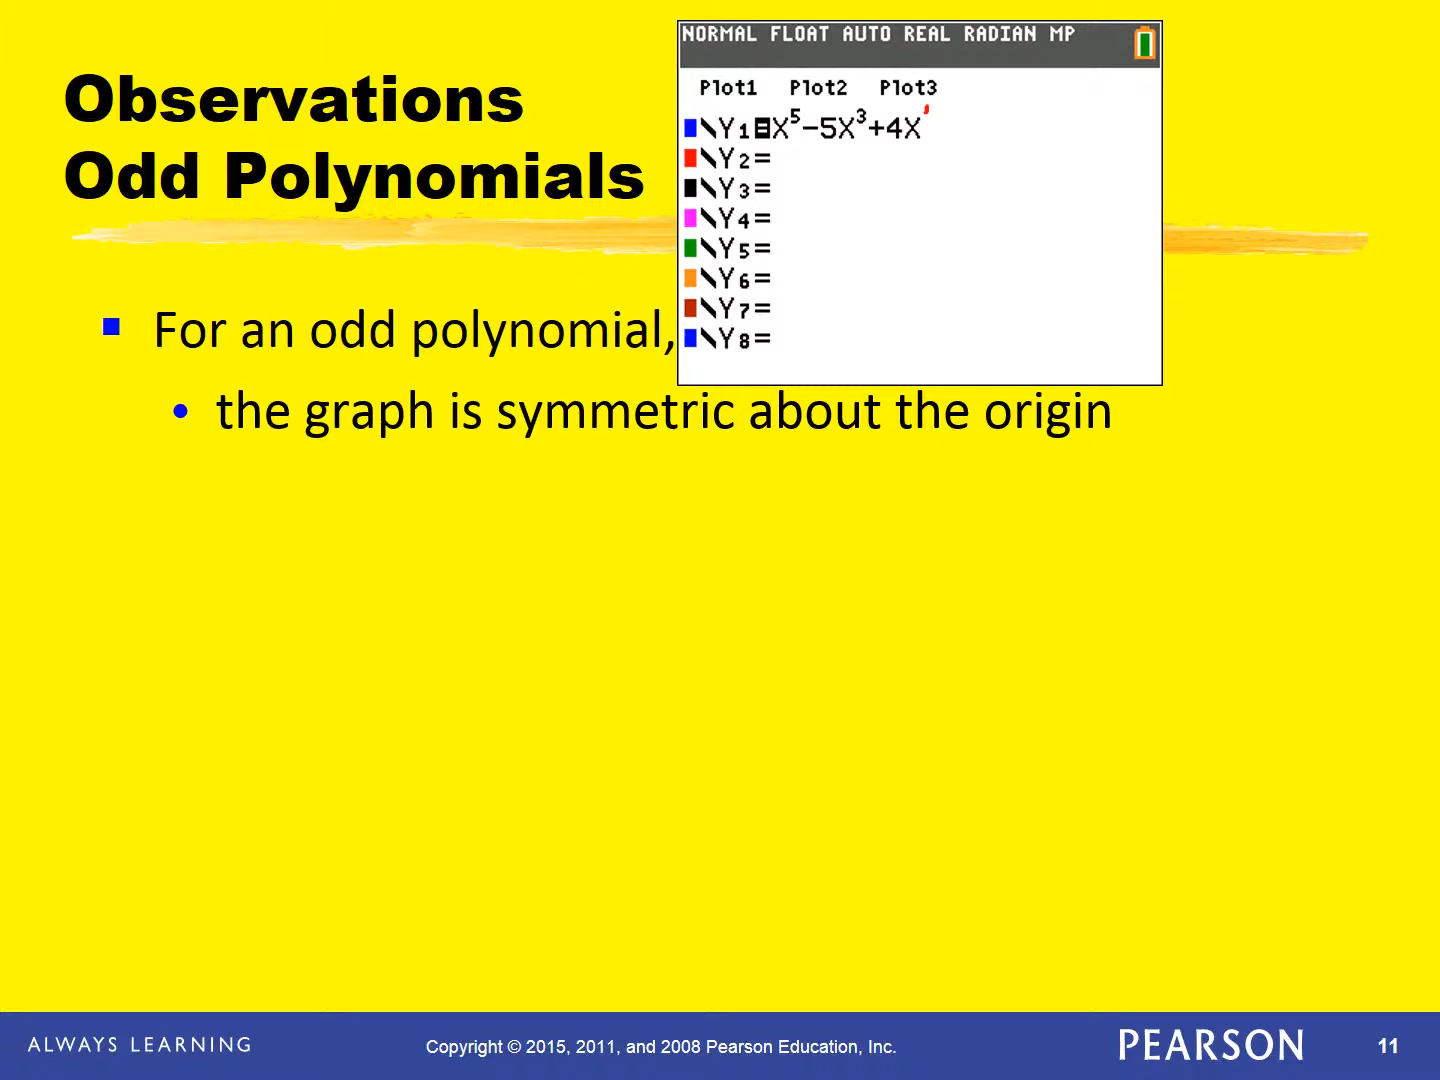 Observations
Odd Polynomials
NORMAL FLOAT AUTO REAL RADIAN MP
Plot1 Plot2 Plot3
\Y₁=X⁵-5X³+4X'
\Y₂=
\Y₃=
\Y₄=
\Y₅=
\Y₆=
\Y₇=
\Y₈=
▪ For an odd polynomial,
• the graph is symmetric about the origin
ALWAYS LEARNING
Copyright © 2015, 2011, and 2008 Pearson Education, Inc.
PEARSON
11